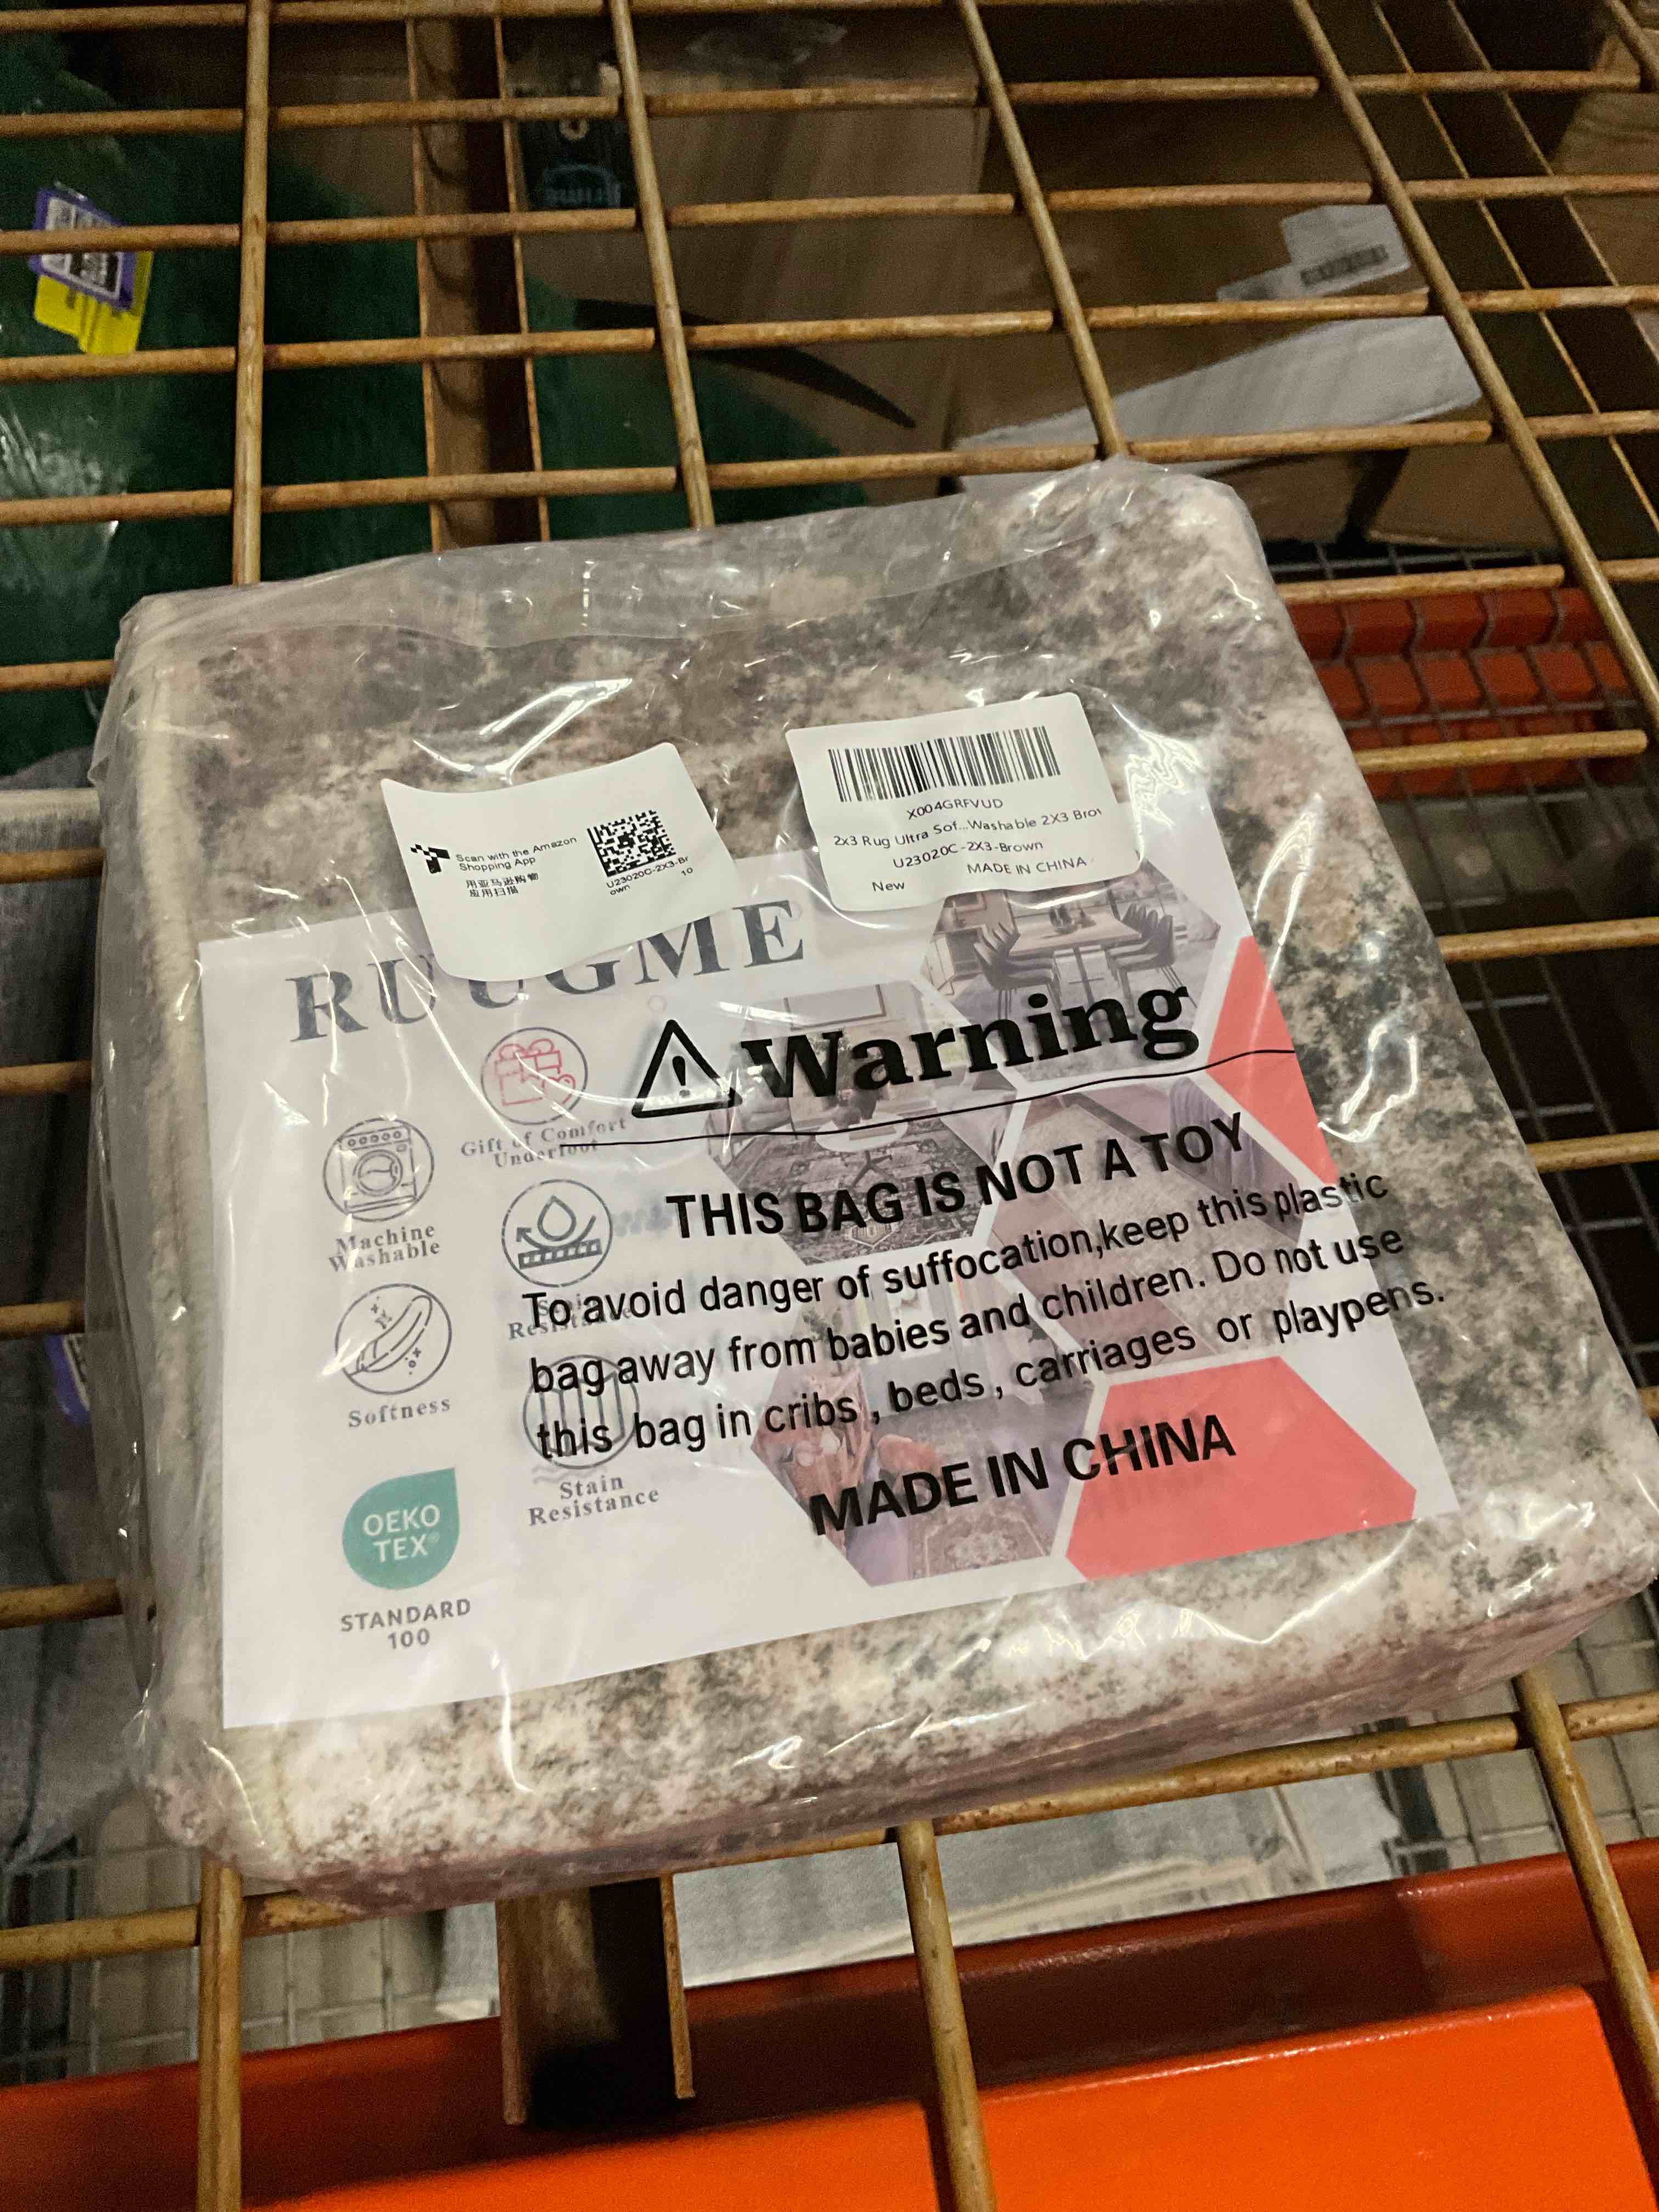 X004GRFVUD
2x3 Rug Ultra Sof...Washable 2X3 Brow
U23020C-2X3-Brown
MADE IN CHINA
New
Scan with the Amazon
Shopping App
用亚马逊购物
应用扫描
U23020C-2X3-Br
own 10
RUUGME
Gift of Comfort
Underfoot
Machine
Washable
Softness
Stain
Resistance
OEKO
TEX®
STANDARD
100
Warning
THIS BAG IS NOT A TOY
To avoid danger of suffocation,keep this plastic
bag away from babies and children. Do not use
this bag in cribs , beds , carriages or playpens.
MADE IN CHINA